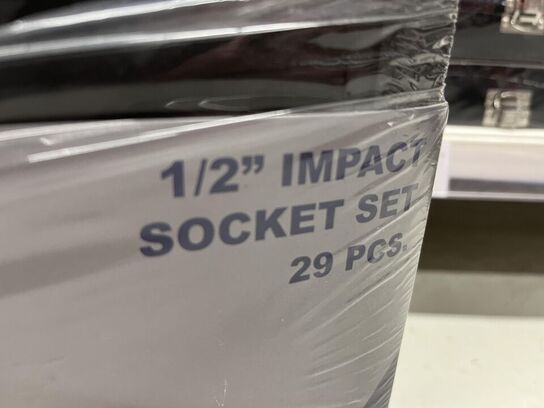 1/2” IMPACT
SOCKET SET
29 PCS.